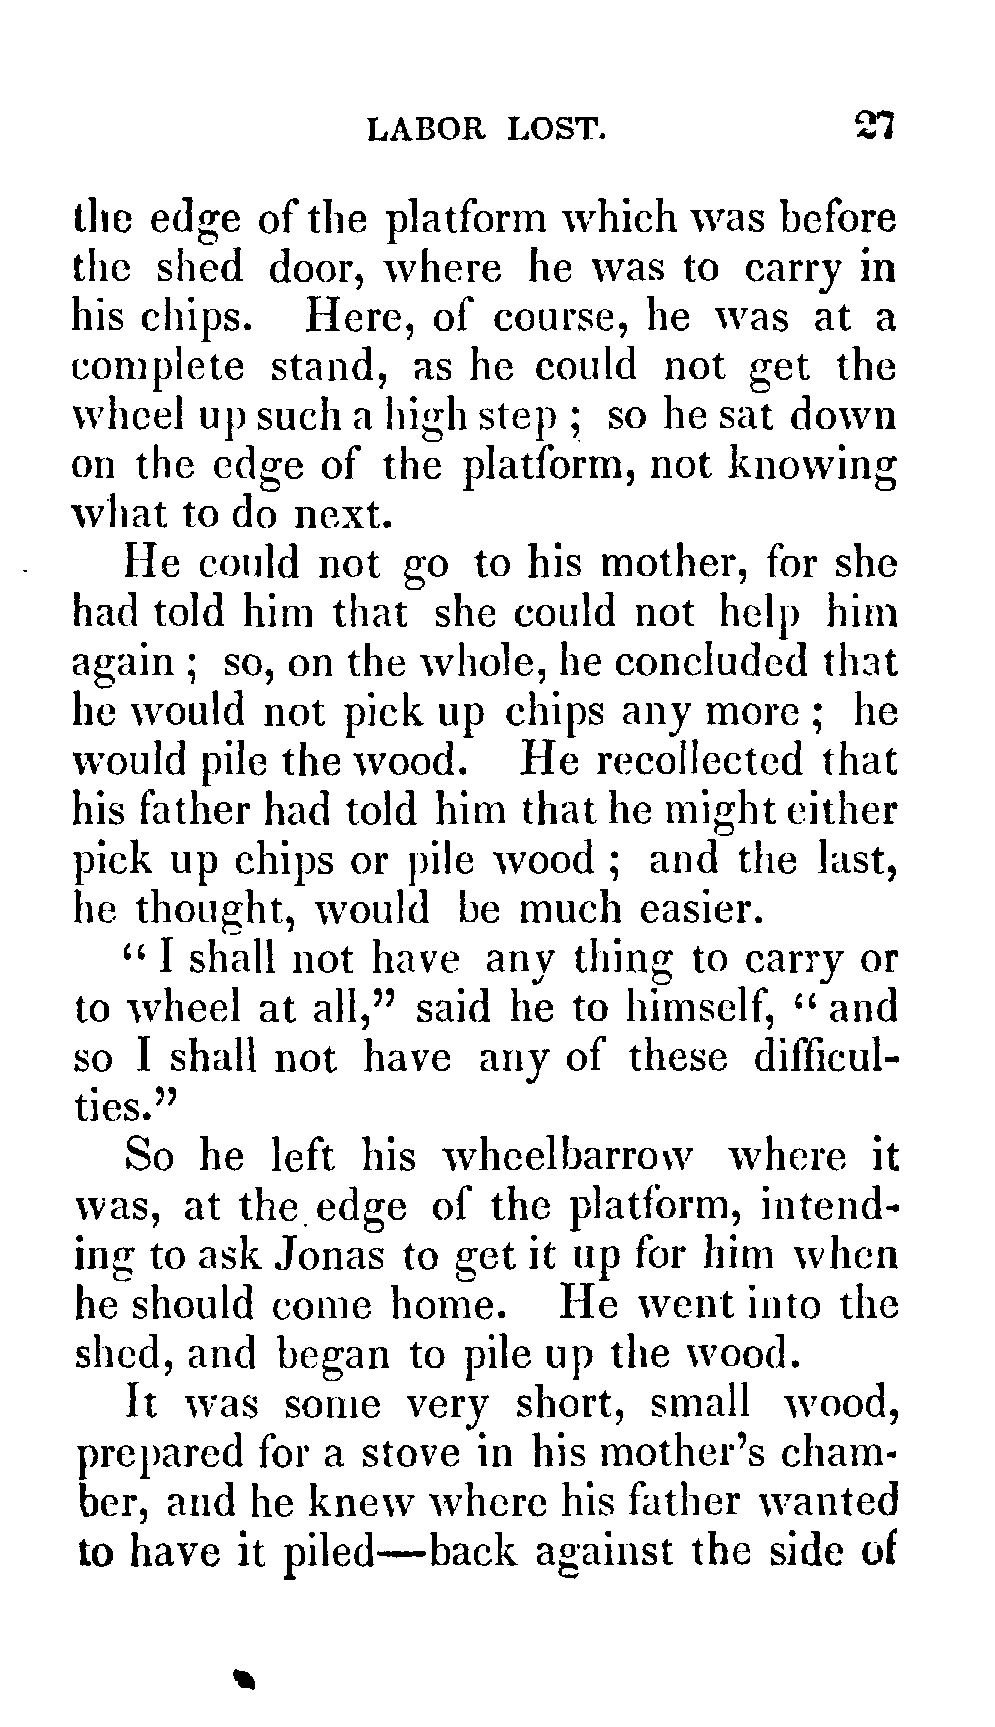 LABOR LOST. 27
the edge of the platform which was before
the shed door, where he was to carry in
his chips. Here, of course, he was at a
complete stand, as he could not get the
wheel up such a high step ; so he sat down
on the edge of the platform, not knowing
what to do next.
He could not go to his mother, for she
had told him that she could not help him
again ; so, on the whole, he concluded that
he would not pick up chips any more ; he
would pile the wood. He recollected that
his father had told him that he might either
pick up chips or pile wood ; and the last,
he thought, would be much easier.
“ I shall not have any thing to carry or
to wheel at all,” said he to himself, “ and
so I shall not have any of these difficul-
ties.”
So he left his wheelbarrow where it
was, at the edge of the platform, intend-
ing to ask Jonas to get it up for him when
he should come home. He went into the
shed, and began to pile up the wood.
It was some very short, small wood,
prepared for a stove in his mother’s cham-
ber, and he knew where his father wanted
to have it piled—back against the side of